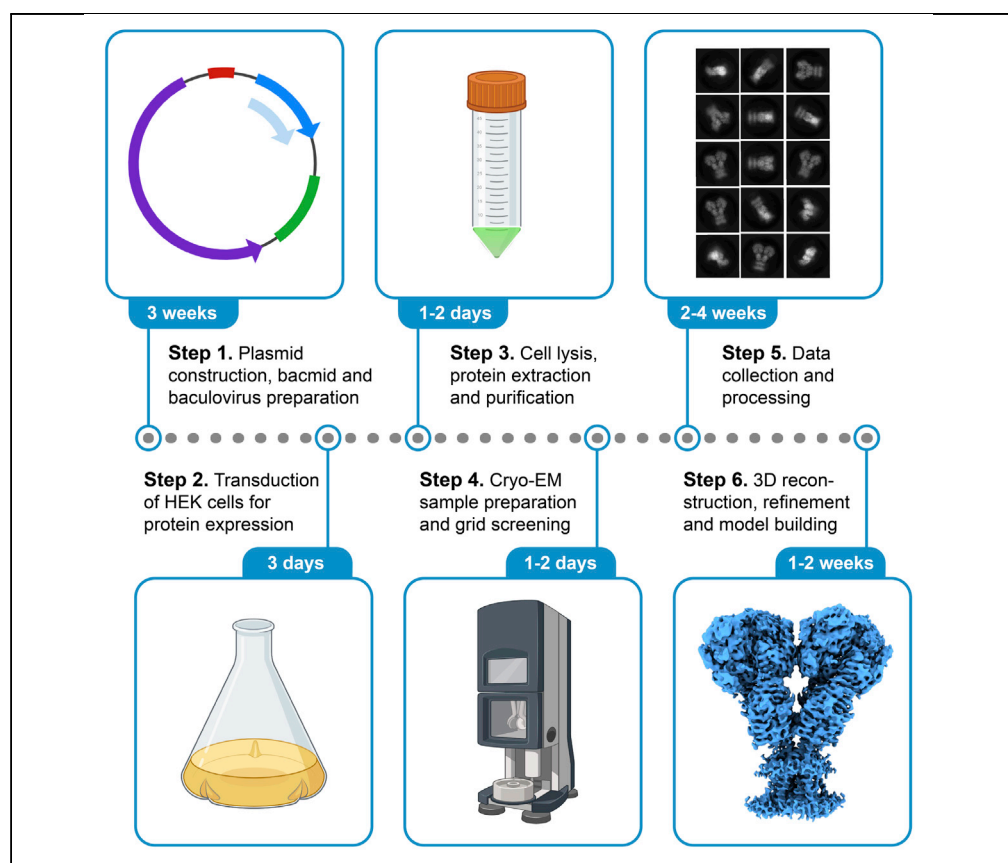 3 weeks
Step 1. Plasmid
construction, bacmid and
baculovirus preparation
Step 2. Transduction
of HEK cells for
protein expression
3 days
1-2 days
Step 3. Cell lysis,
protein extraction
and purification
Step 4. Cryo-EM
sample preparation
and grid screening
1-2 days
2-4 weeks
Step 5. Data
collection and
processing
Step 6. 3D recon-
struction, refinement
and model building
1-2 weeks